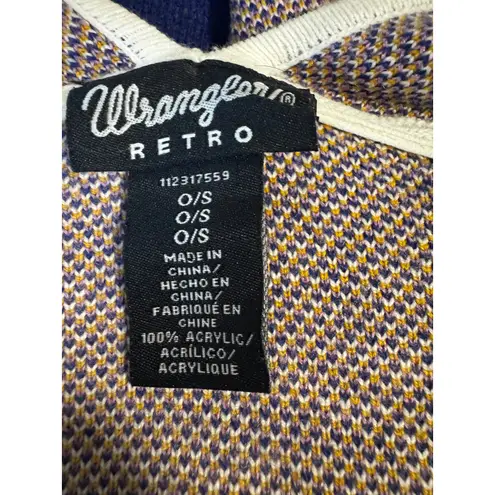 Wrangler®
RETRO
112317559
O/S
O/S
O/S
MADE IN
CHINA/
HECHO EN
CHINA/
FABRIQUÉ EN
CHINE
100% ACRYLIC/
ACRÍLICO/
ACRYLIQUE